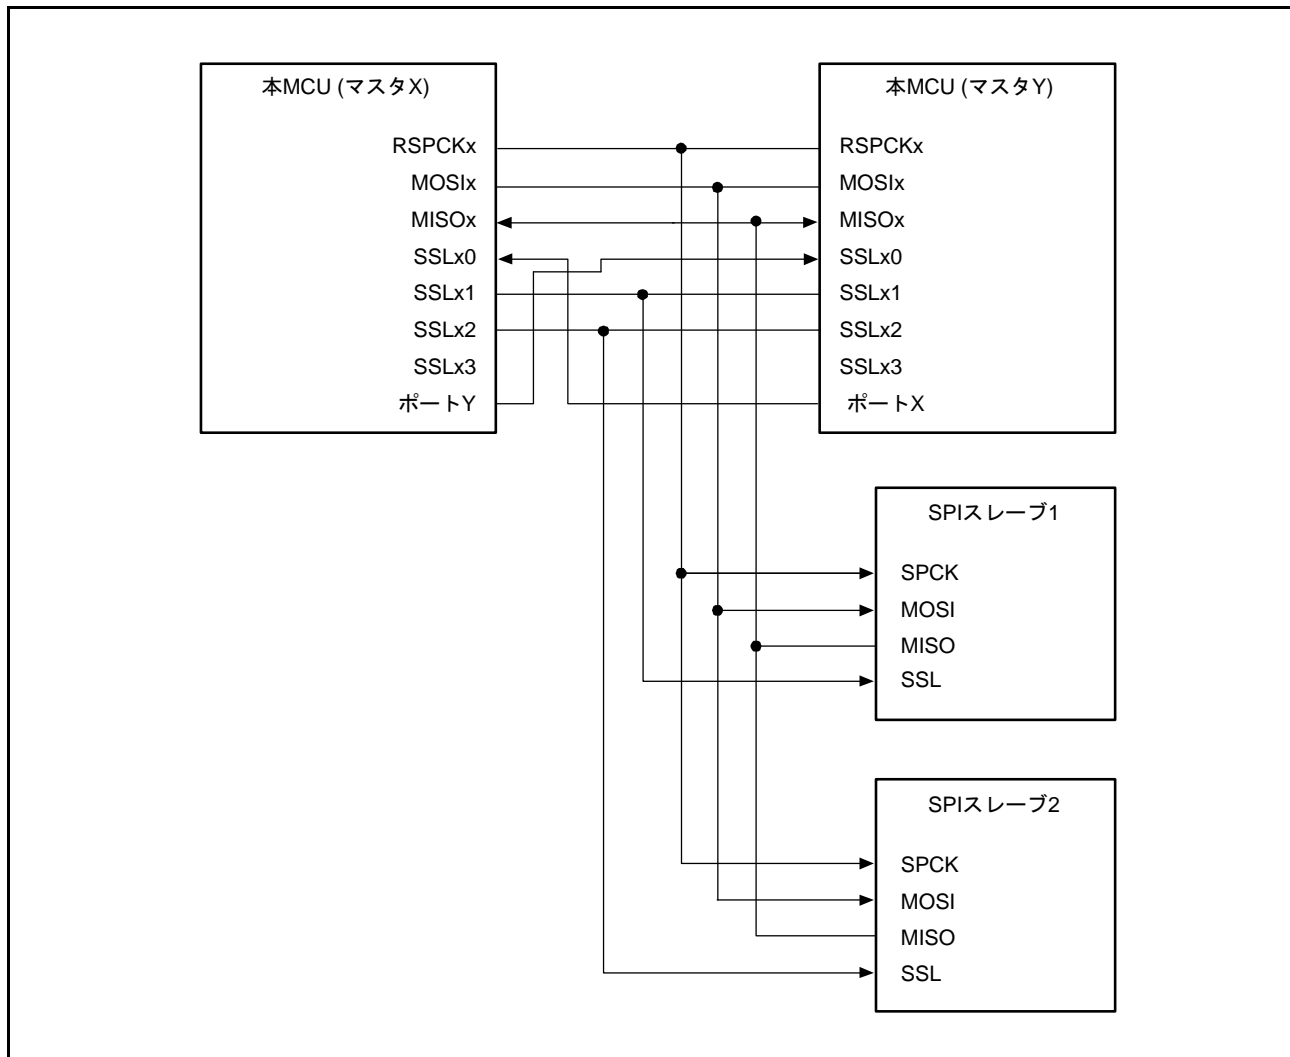 本MCU (マスタX)
RSPCKx
MOSIx
MISOx
SSLx0
SSLx1
SSLx2
SSLx3
ポートY
本MCU (マスタY)
RSPCKx
MOSIx
MISOx
SSLx0
SSLx1
SSLx2
SSLx3
ポートX
SPIスレーブ1
SPCK
MOSI
MISO
SSL
SPIスレーブ2
SPCK
MOSI
MISO
SSL